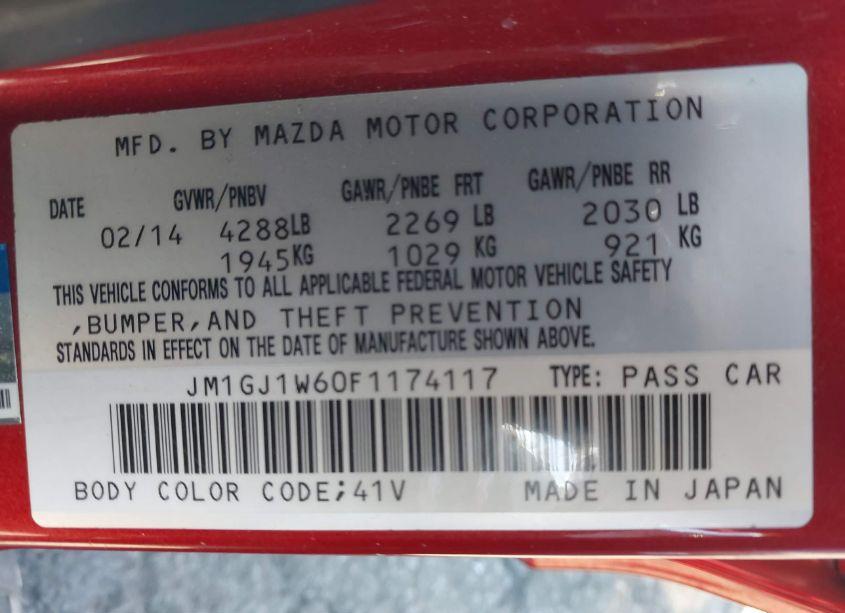 MFD. BY MAZDA MOTOR CORPORATION
DATE GVWR/PNBV GAWR/PNBE FRT GAWR/PNBE RR
02/14 4288LB 2269 LB 2030 LB
1945KG 1029 KG 921 KG
THIS VEHICLE CONFORMS TO ALL APPLICABLE FEDERAL MOTOR VEHICLE SAFETY
,BUMPER,AND THEFT PREVENTION
STANDARDS IN EFFECT ON THE DATE OF MANUFACTURE SHOWN ABOVE.
JM1GJ1W60F1174117 TYPE: PASS CAR
BODY COLOR CODE;41V MADE IN JAPAN